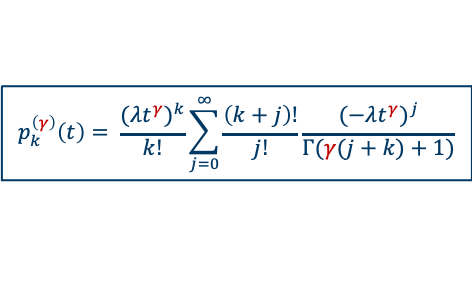 p_k^{(γ)}(t) = \frac{(λt^γ)^k}{k!} \sum_{j=0}^{∞} \frac{(k+j)!}{j!} \frac{(-λt^γ)^j}{Γ(γ(j+k)+1)}